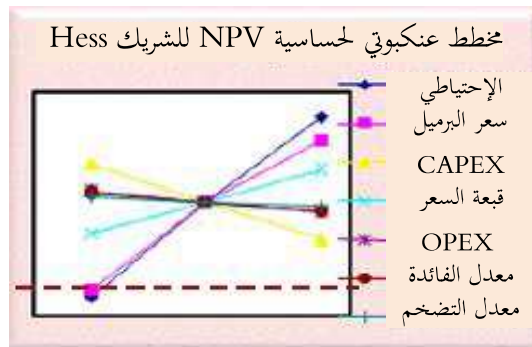 مخطط عنكبوتي لحساسية NPV للشريك Hess
الإحتياطي
سعر البرميل
CAPEX
قبعة السعر
OPEX
معدل الفائدة
معدل التضخم